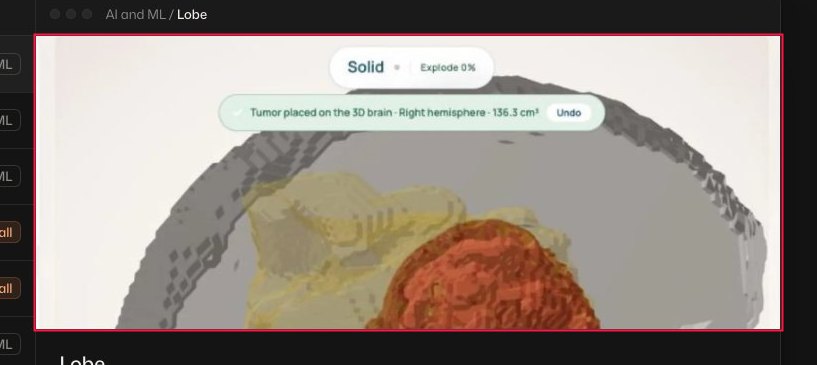 AI and ML / Lobe
ML
Solid
Explode 0%
Tumor placed on the 3D brain · Right hemisphere · 136.3 cm³
Undo
ML
ML
all
all
ML
Lobe